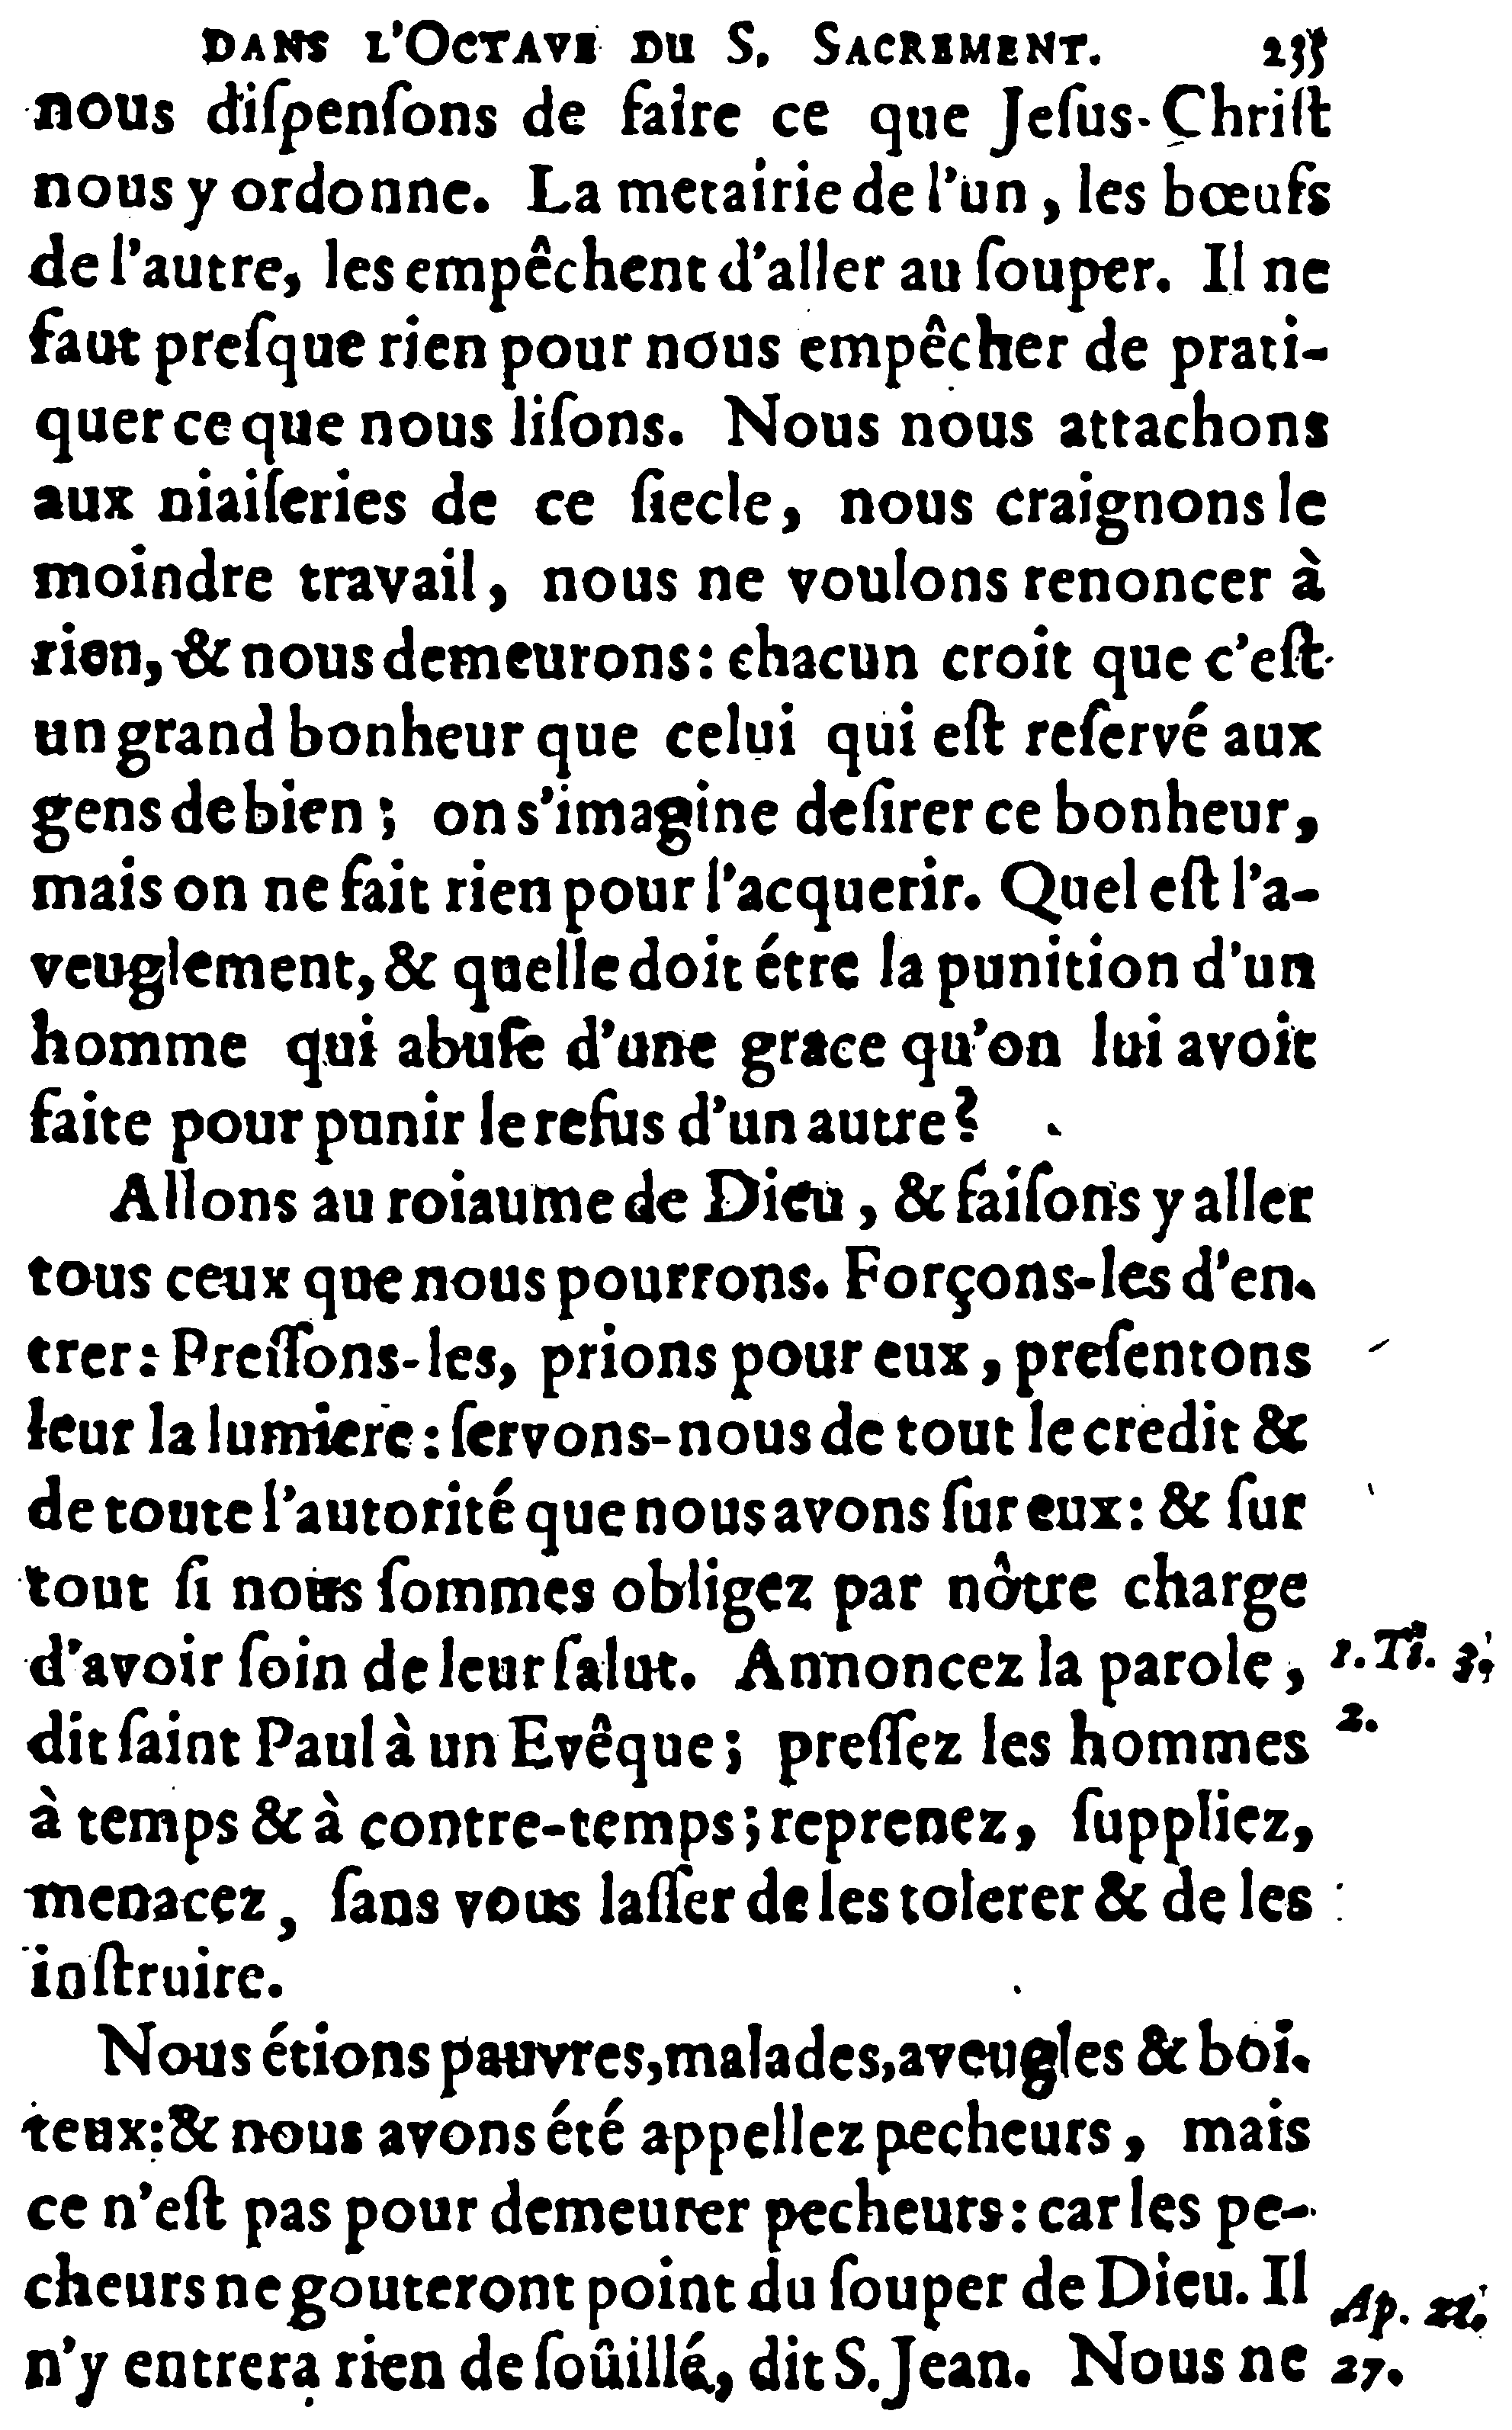 DANS L'OCTAVE DU S. SACREMENT. 235
nous diſpenſons de faire ce que Jeſus-Chriſt
nous y ordonne. La metairie de l'un, les bœufs
de l'autre, les empêchent d'aller au ſouper. Il ne
faut preſque rien pour nous empêcher de prati-
quer ce que nous liſons. Nous nous attachons
aux niaiſeries de ce ſiecle, nous craignons le
moindre travail, nous ne voulons renoncer à
rien, & nous demeurons: chacun croit que c'eſt
un grand bonheur que celui qui eſt reſervé aux
gens de bien; on s'imagine deſirer ce bonheur,
mais on ne fait rien pour l'acquerir. Quel eſt l'a-
veuglement, & quelle doit étre la punition d'un
homme qui abuſe d'une grace qu'on lui avoit
faite pour punir le refus d'un autre?
Allons au roiaume de Dieu, & faiſons y aller
tous ceux que nous pourrons. Forçons-les d'en-
trer: Preſſons-les, prions pour eux, preſentons
leur la lumiere: ſervons-nous de tout le credit &
de toute l'autorité que nous avons ſur eux: & ſur
tout ſi nous ſommes obligez par nôtre charge
d'avoir ſoin de leur ſalut. Annoncez la parole, 1. Ti. 3.
dit ſaint Paul à un Evêque; preſſez les hommes 2.
à temps & à contre-temps; reprenez, ſuppliez,
menacez, ſans vous laſſer de les tolerer & de les
inſtruire.
Nous étions pauvres, malades, aveugles & boi-
teux: & nous avons été appellez pecheurs, mais
ce n'eſt pas pour demeurer pecheurs: car les pe-
cheurs ne gouteront point du ſouper de Dieu. Il Ap. 21.
n'y entrera rien de ſoûillé, dit S. Jean. Nous ne 27.